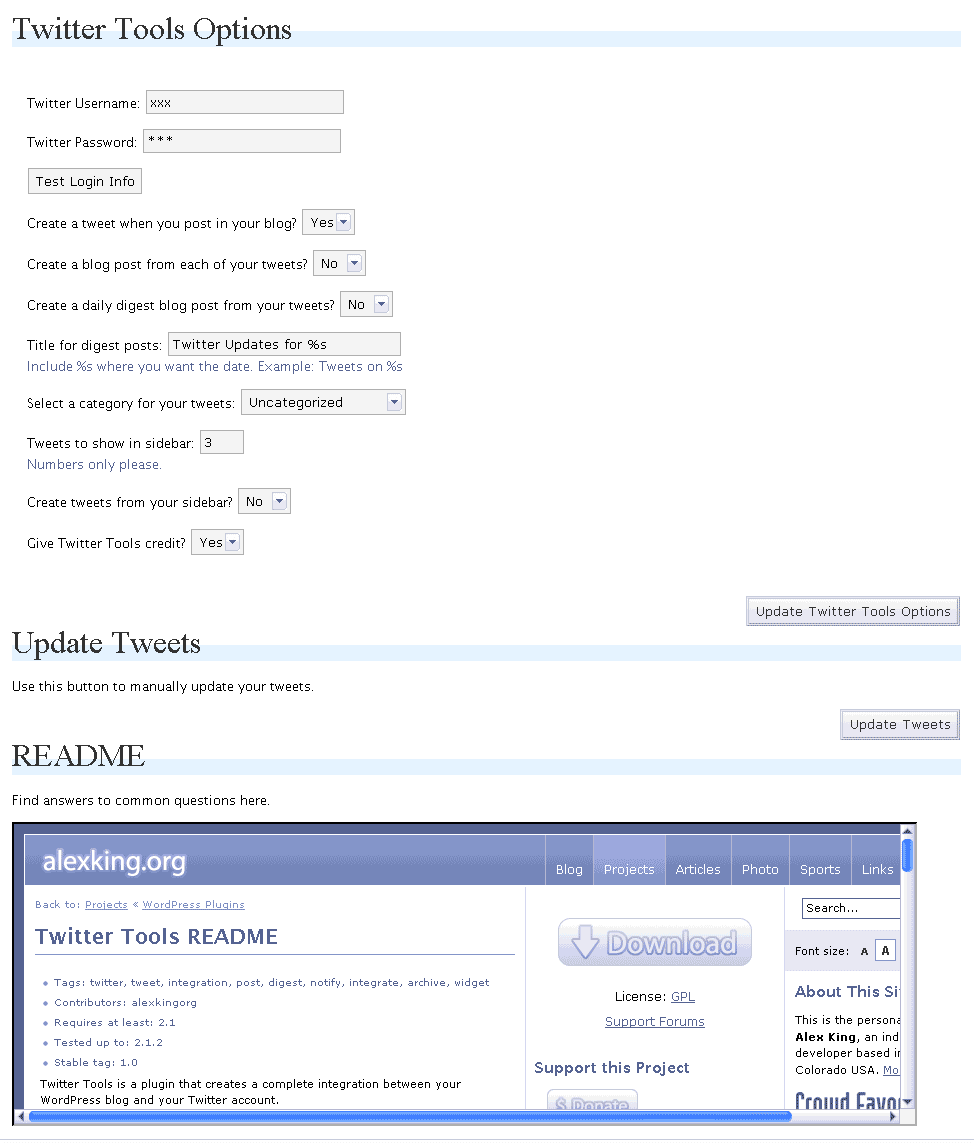 Twitter Tools Options
Twitter Username: xxx
Twitter Password: ***
Test Login Info
Create a tweet when you post in your blog? Yes
Create a blog post from each of your tweets? No
Create a daily digest blog post from your tweets? No
Title for digest posts: Twitter Updates for %s
Include %s where you want the date. Example: Tweets on %s
Select a category for your tweets: Uncategorized
Tweets to show in sidebar: 3
Numbers only please.
Create tweets from your sidebar? No
Give Twitter Tools credit? Yes
Update Twitter Tools Options
Update Tweets
Use this button to manually update your tweets.
Update Tweets
README
Find answers to common questions here.
alexking.org
Blog Projects Articles Photo Sports Links
Back to: Projects « WordPress Plugins
Twitter Tools README
Tags: twitter, tweet, integration, post, digest, notify, integrate, archive, widget
Contributors: alexkingorg
Requires at least: 2.1
Tested up to: 2.1.2
Stable tag: 1.0
Twitter Tools is a plugin that creates a complete integration between your
WordPress blog and your Twitter account.
Download
License: GPL
Support Forums
Support this Project
$ Donate
Search...
Font size: A A
About This Si
This is the persona
Alex King, an ind
developer based in
Colorado USA. Mo
Crowd Favo